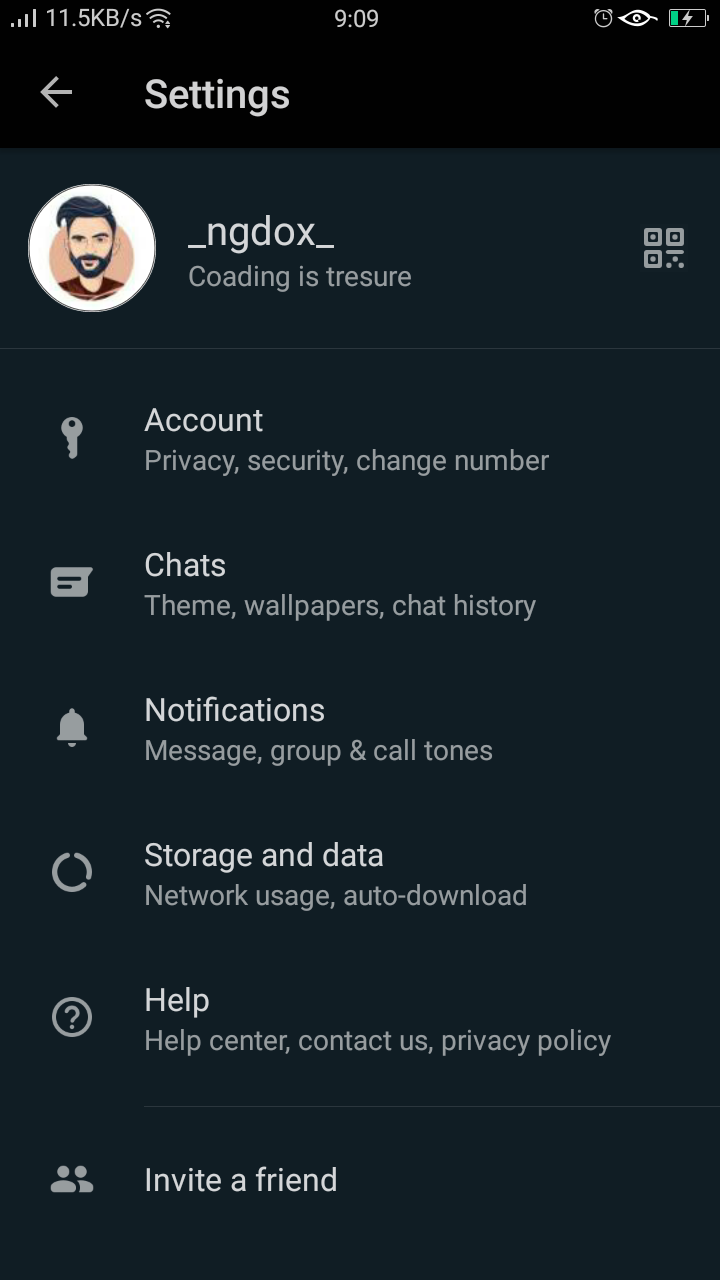 11.5KB/s 9:09
Settings
_ngdox_
Coading is tresure
Account
Privacy, security, change number
Chats
Theme, wallpapers, chat history
Notifications
Message, group & call tones
Storage and data
Network usage, auto-download
Help
Help center, contact us, privacy policy
Invite a friend